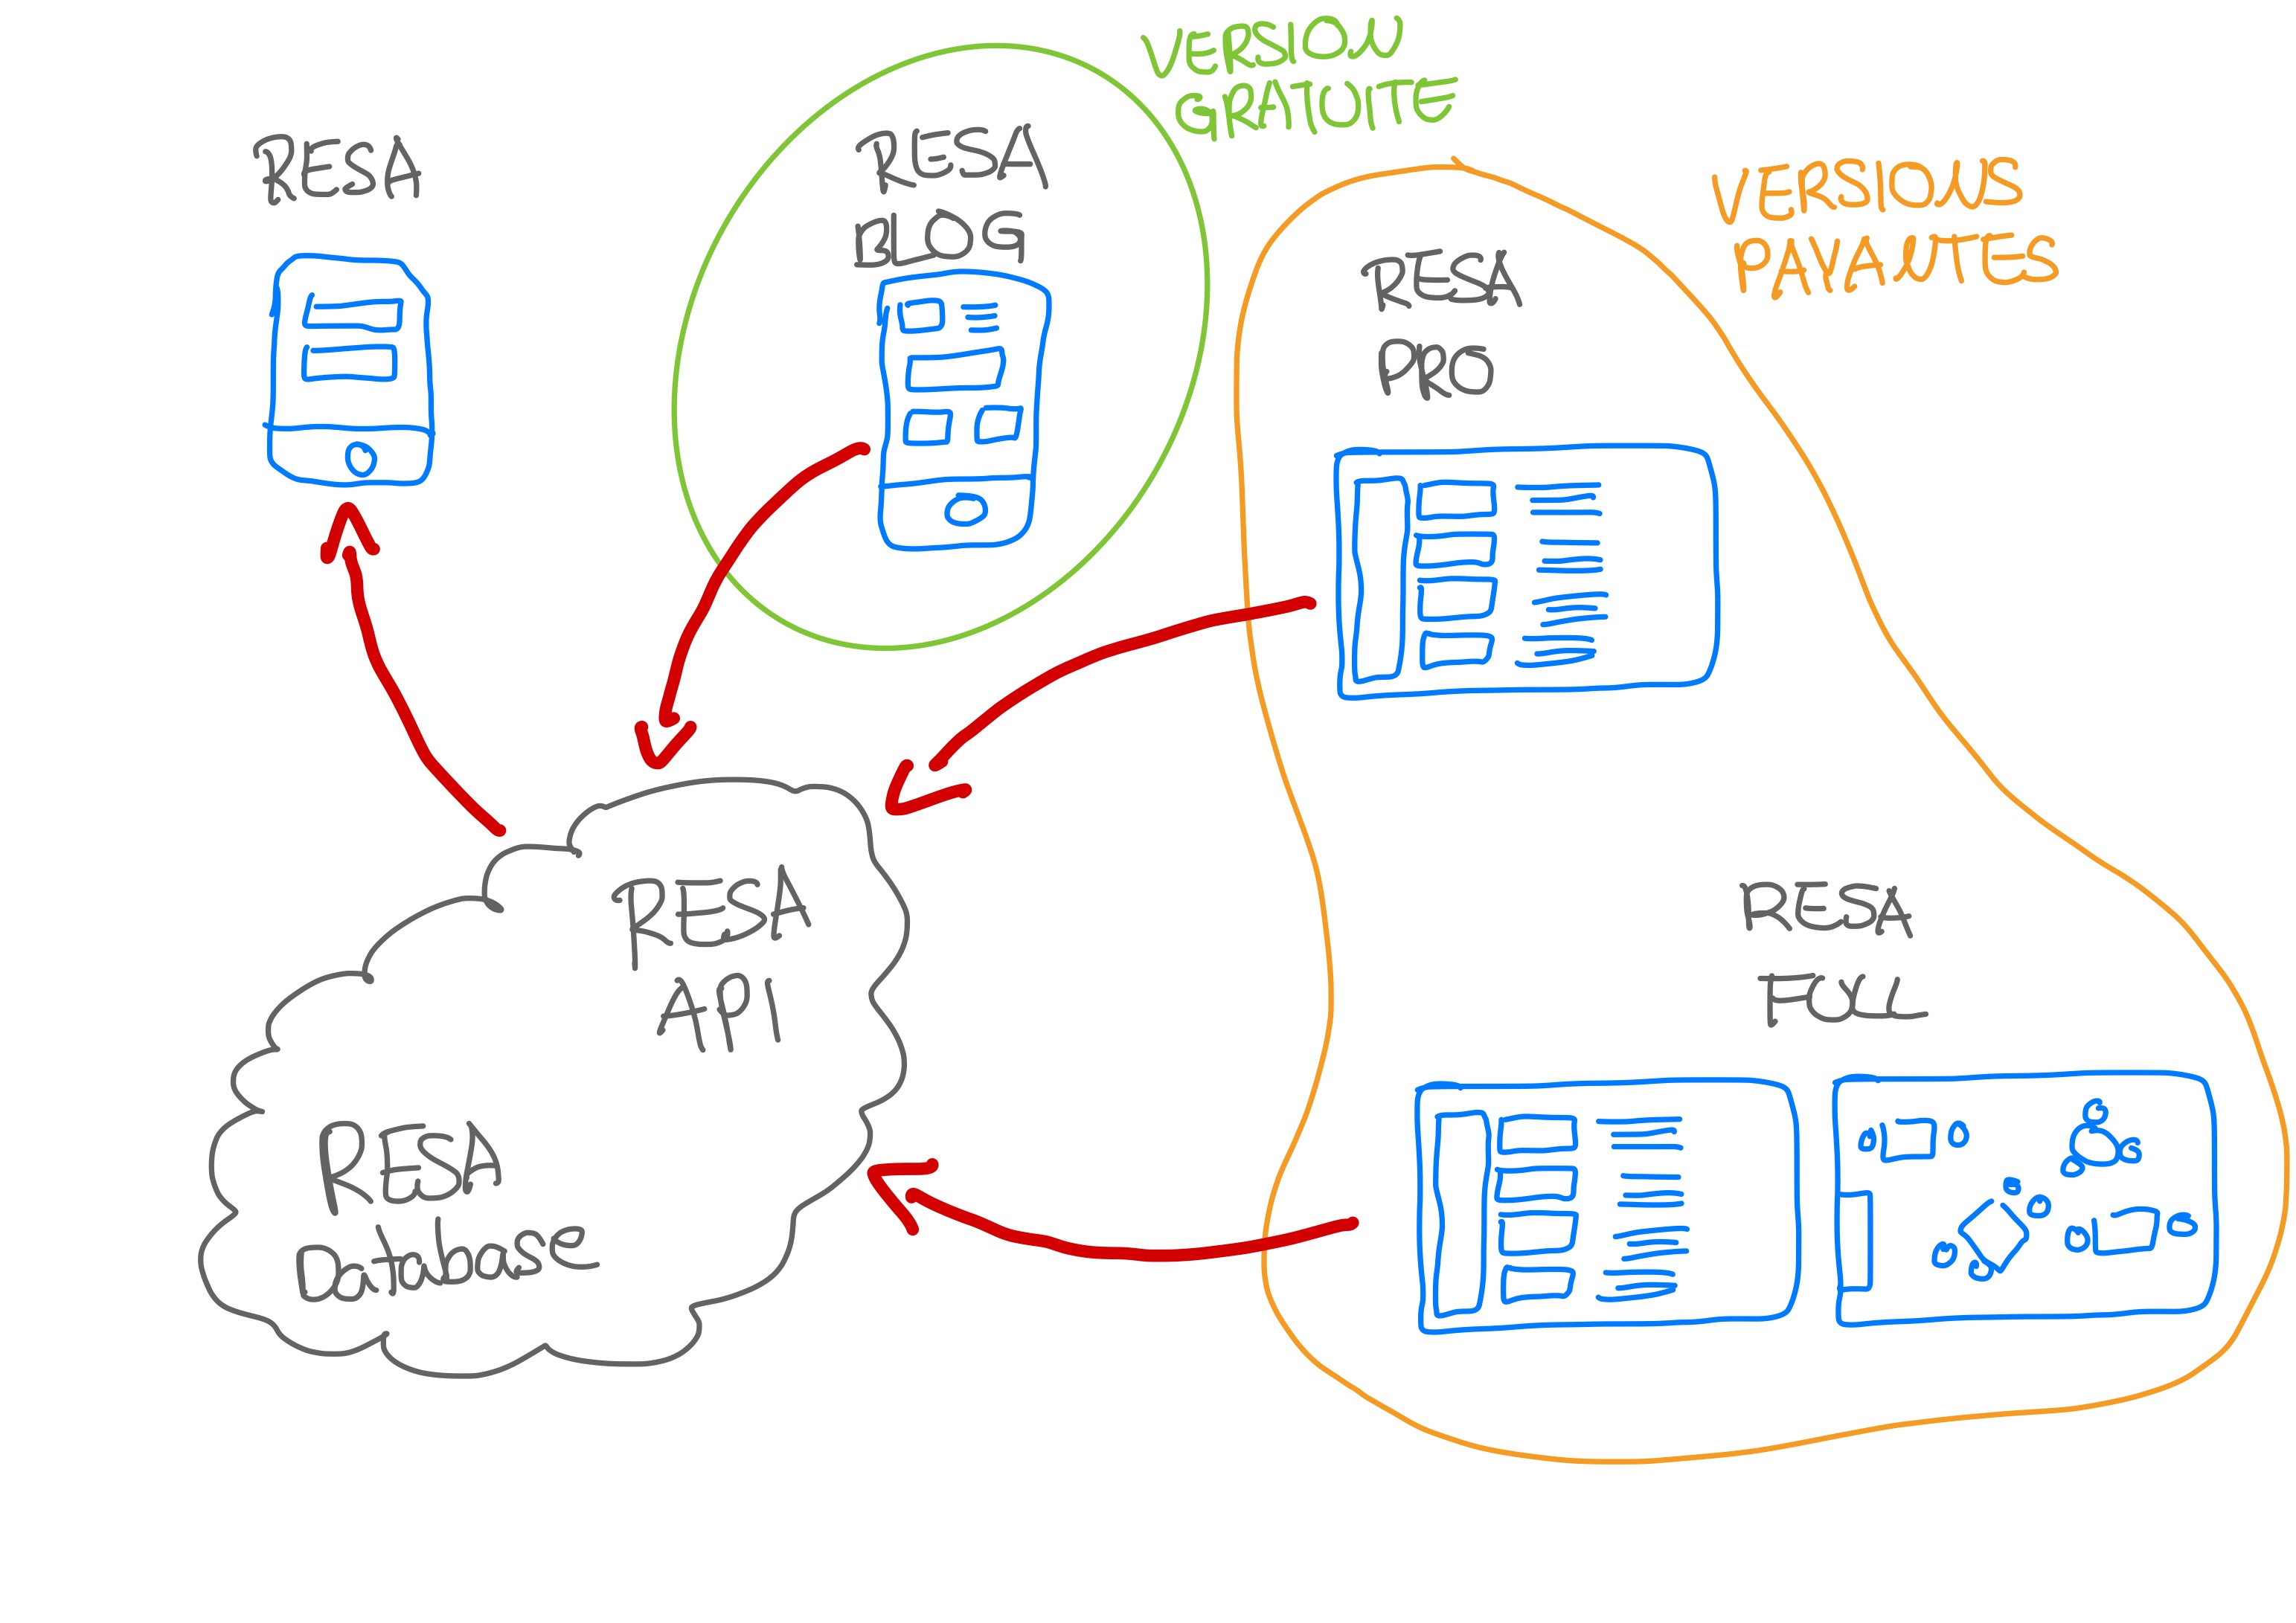 VERSION
GRATUITE
RESA
RESA
BLOG
VERSIONS
PAYANTES
RESA
PRO
RESA
API
RESA
FULL
RESA
Database